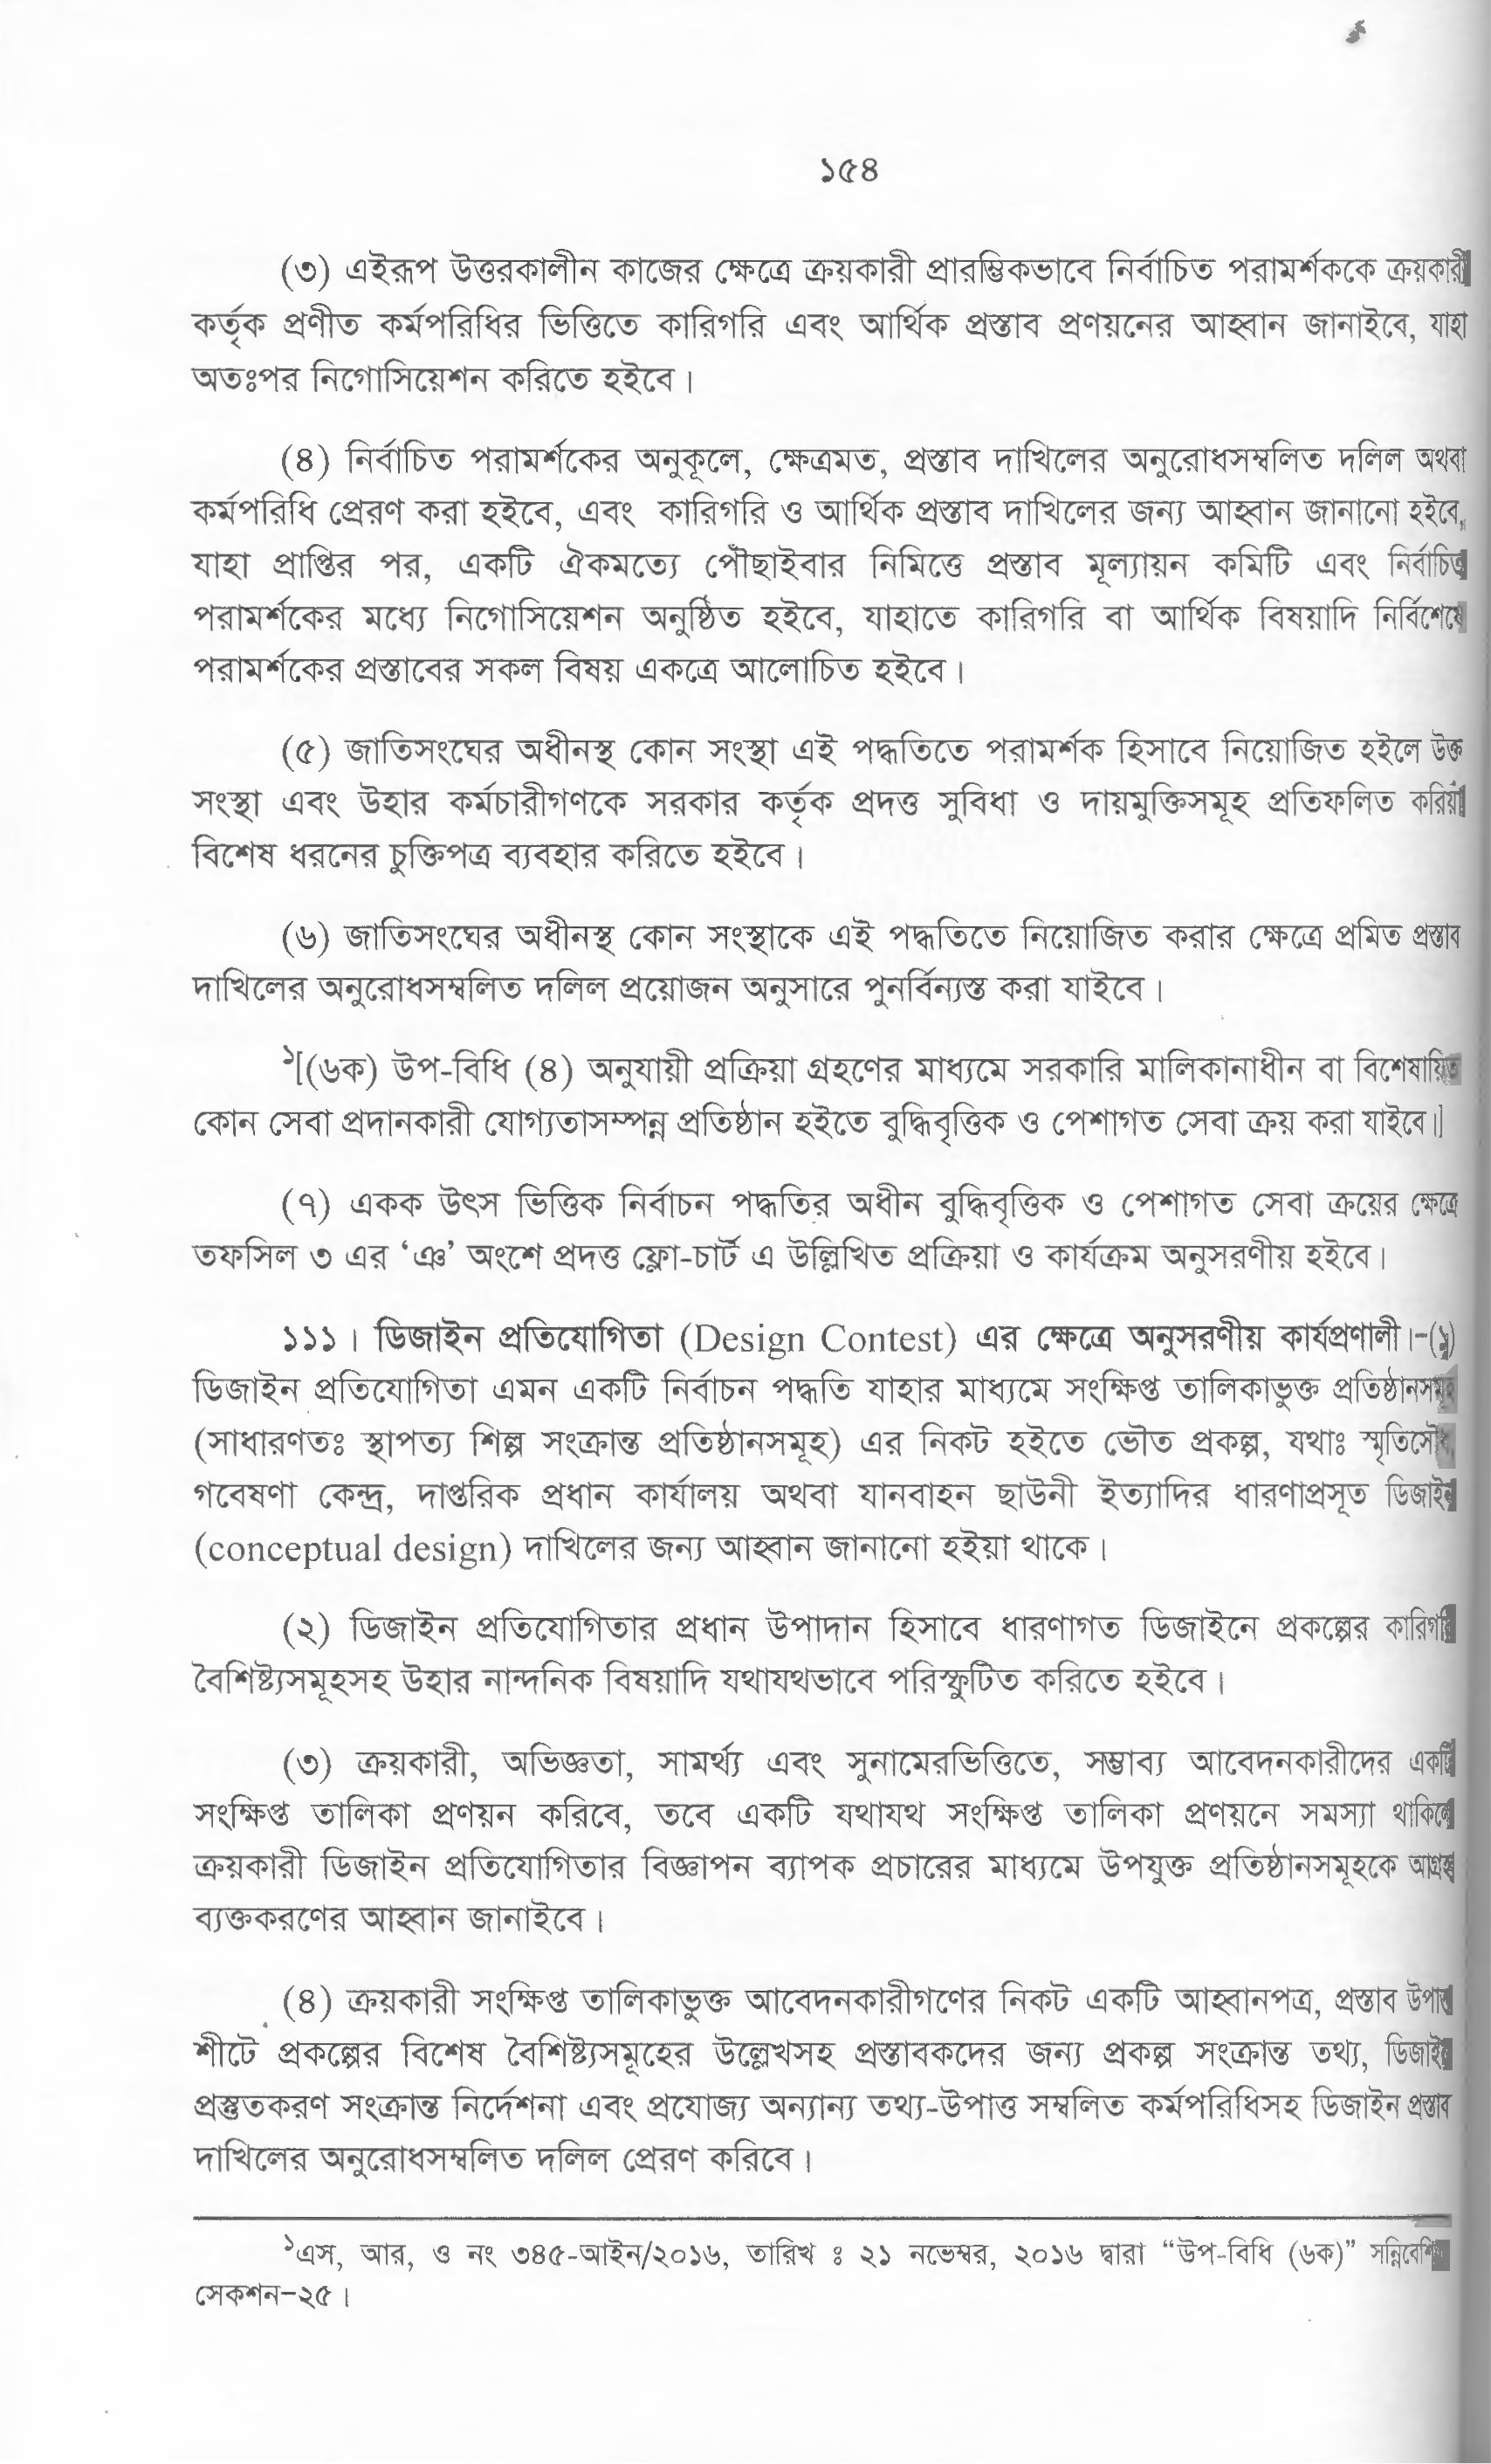 ১৫৪
(৩) এইরূপ উত্তরকালীন কাজের ক্ষেত্রে ক্রয়কারী প্রারম্ভিকভাবে নির্বাচিত পরামর্শককে ক্রয়কারী
কর্তৃক প্রণীত কর্মপরিধির ভিত্তিতে কারিগরি এবং আর্থিক প্রস্তাব প্রণয়নের আহ্বান জানাইবে, যাহা
অতঃপর নিগোসিয়েশন করিতে হইবে।
(৪) নির্বাচিত পরামর্শকের অনুকূলে, ক্ষেত্রমত, প্রস্তাব দাখিলের অনুরোধসম্বলিত দলিল অথবা
কর্মপরিধি প্রেরণ করা হইবে, এবং কারিগরি ও আর্থিক প্রস্তাব দাখিলের জন্য আহ্বান জানানো হইবে,
যাহা প্রাপ্তির পর, একটি ঐকমত্যে পৌঁছাইবার নিমিত্তে প্রস্তাব মূল্যায়ন কমিটি এবং নির্বাচিত
পরামর্শকের মধ্যে নিগোসিয়েশন অনুষ্ঠিত হইবে, যাহাতে কারিগরি বা আর্থিক বিষয়াদি নির্বিশেষে
পরামর্শকের প্রস্তাবের সকল বিষয় একত্রে আলোচিত হইবে।
(৫) জাতিসংঘের অধীনস্থ কোন সংস্থা এই পদ্ধতিতে পরামর্শক হিসাবে নিয়োজিত হইলে উক্ত
সংস্থা এবং উহার কর্মচারীগণকে সরকার কর্তৃক প্রদত্ত সুবিধা ও দায়মুক্তিসমূহ প্রতিফলিত করিয়া
বিশেষ ধরনের চুক্তিপত্র ব্যবহার করিতে হইবে।
(৬) জাতিসংঘের অধীনস্থ কোন সংস্থাকে এই পদ্ধতিতে নিয়োজিত করার ক্ষেত্রে প্রমিত প্রস্তাব
দাখিলের অনুরোধসম্বলিত দলিল প্রয়োজন অনুসারে পুনর্বিন্যস্ত করা যাইবে।
১[(৬ক) উপ-বিধি (৪) অনুযায়ী প্রক্রিয়া গ্রহণের মাধ্যমে সরকারি মালিকানাধীন বা বিশেষায়িত
কোন সেবা প্রদানকারী যোগ্যতাসম্পন্ন প্রতিষ্ঠান হইতে বুদ্ধিবৃত্তিক ও পেশাগত সেবা ক্রয় করা যাইবে।]
(৭) একক উৎস ভিত্তিক নির্বাচন পদ্ধতির অধীন বুদ্ধিবৃত্তিক ও পেশাগত সেবা ক্রয়ের ক্ষেত্রে
তফসিল ৩ এর ‘ঞ’ অংশে প্রদত্ত ফ্লো-চার্ট এ উল্লিখিত প্রক্রিয়া ও কার্যক্রম অনুসরণীয় হইবে।
১১১। ডিজাইন প্রতিযোগিতা (Design Contest) এর ক্ষেত্রে অনুসরণীয় কার্যপ্রণালী।-(১)
ডিজাইন প্রতিযোগিতা এমন একটি নির্বাচন পদ্ধতি যাহার মাধ্যমে সংক্ষিপ্ত তালিকাভুক্ত প্রতিষ্ঠানসমূহ
(সাধারণতঃ স্থাপত্য শিল্প সংক্রান্ত প্রতিষ্ঠানসমূহ) এর নিকট হইতে ভৌত প্রকল্প, যথাঃ স্মৃতিসৌধ,
গবেষণা কেন্দ্র, দাপ্তরিক প্রধান কার্যালয় অথবা যানবাহন ছাউনী ইত্যাদির ধারণাপ্রসূত ডিজাইন
(conceptual design) দাখিলের জন্য আহ্বান জানানো হইয়া থাকে।
(২) ডিজাইন প্রতিযোগিতার প্রধান উপাদান হিসাবে ধারণাগত ডিজাইনে প্রকল্পের কারিগরি
বৈশিষ্ট্যসমূহসহ উহার নান্দনিক বিষয়াদি যথাযথভাবে পরিস্ফুটিত করিতে হইবে।
(৩) ক্রয়কারী, অভিজ্ঞতা, সামর্থ্য এবং সুনামেরভিত্তিতে, সম্ভাব্য আবেদনকারীদের একটি
সংক্ষিপ্ত তালিকা প্রণয়ন করিবে, তবে একটি যথাযথ সংক্ষিপ্ত তালিকা প্রণয়নে সমস্যা থাকিলে
ক্রয়কারী ডিজাইন প্রতিযোগিতার বিজ্ঞাপন ব্যাপক প্রচারের মাধ্যমে উপযুক্ত প্রতিষ্ঠানসমূহকে আগ্রহ
ব্যক্তকরণের আহ্বান জানাইবে।
(৪) ক্রয়কারী সংক্ষিপ্ত তালিকাভুক্ত আবেদনকারীগণের নিকট একটি আহ্বানপত্র, প্রস্তাব উপাত্ত
শীটে প্রকল্পের বিশেষ বৈশিষ্ট্যসমূহের উল্লেখসহ প্রস্তাবকদের জন্য প্রকল্প সংক্রান্ত তথ্য, ডিজাইন
প্রস্তুতকরণ সংক্রান্ত নির্দেশনা এবং প্রযোজ্য অন্যান্য তথ্য-উপাত্ত সম্বলিত কর্মপরিধিসহ ডিজাইন প্রস্তাব
দাখিলের অনুরোধসম্বলিত দলিল প্রেরণ করিবে।
১এস, আর, ও নং ৩৪৫-আইন/২০১৬, তারিখ ঃ ২১ নভেম্বর, ২০১৬ দ্বারা “উপ-বিধি (৬ক)”
সেকশন-২৫।